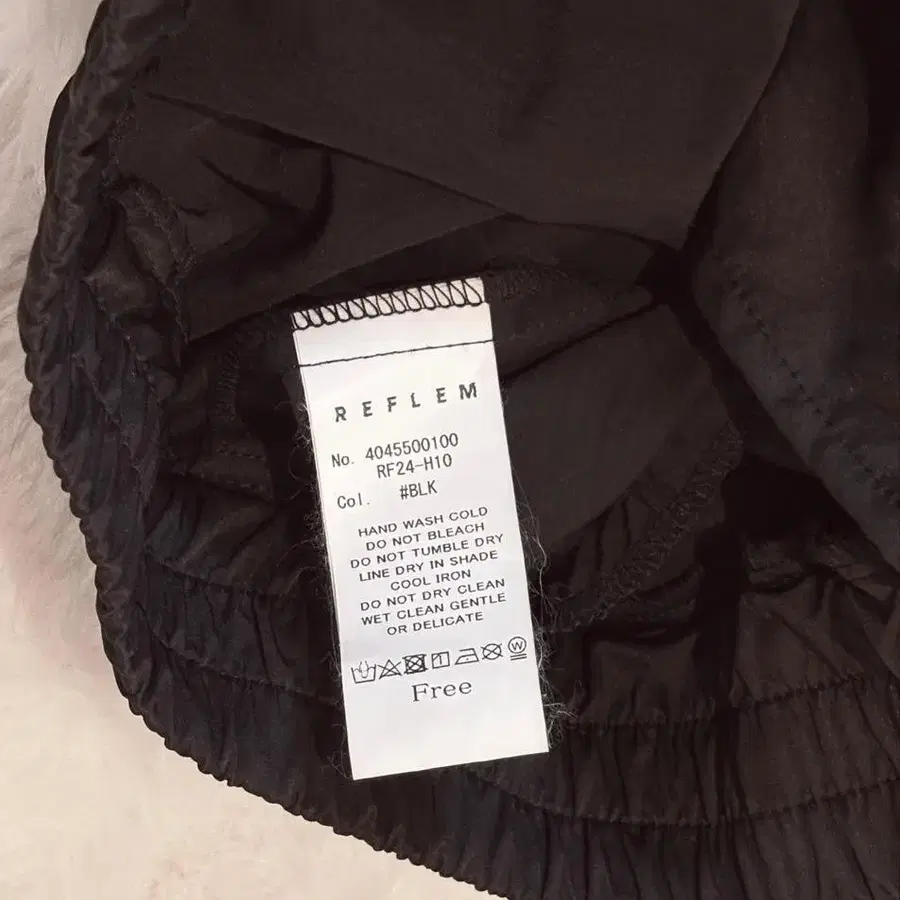 REFLEM
No. 4045500100
RF24-H10
Col. #BLK
HAND WASH COLD
DO NOT BLEACH
DO NOT TUMBLE DRY
LINE DRY IN SHADE
COOL IRON
DO NOT DRY CLEAN
WET CLEAN GENTLE
OR DELICATE
W
Free